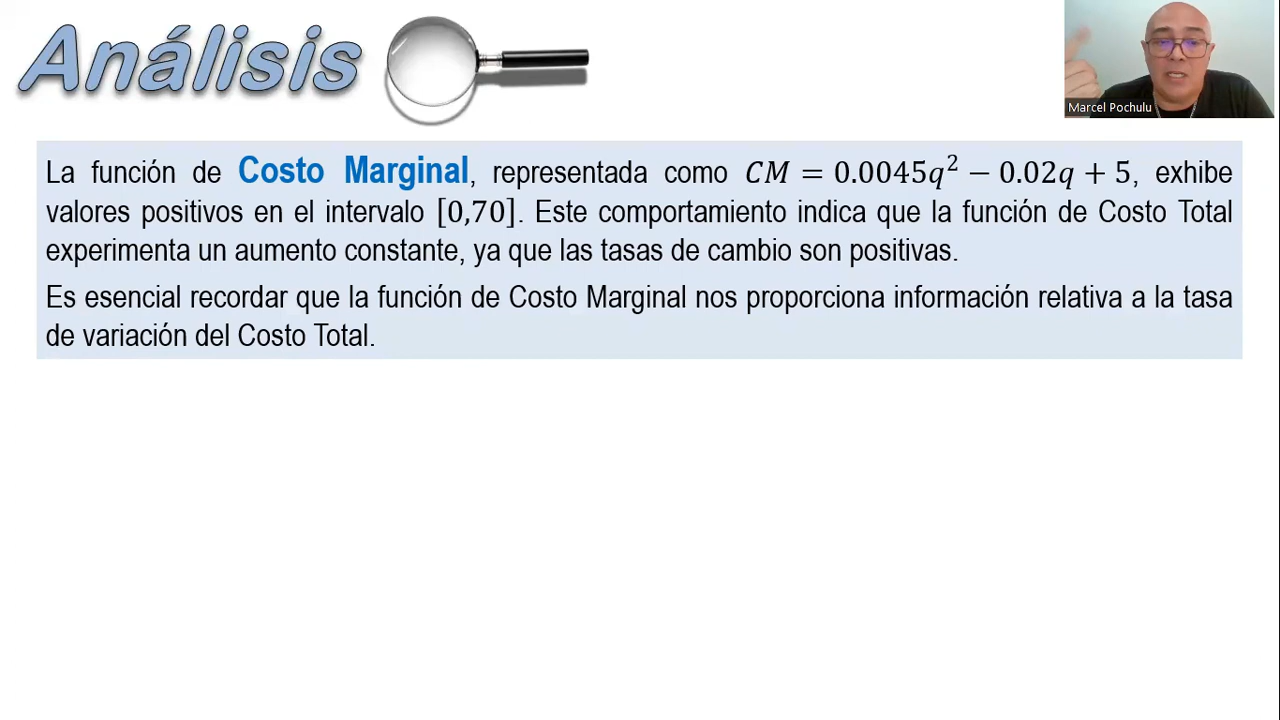 Análisis
Marcel Pochulu
La función de Costo Marginal, representada como CM = 0.0045q² − 0.02q + 5, exhibe
valores positivos en el intervalo [0,70]. Este comportamiento indica que la función de Costo Total
experimenta un aumento constante, ya que las tasas de cambio son positivas.
Es esencial recordar que la función de Costo Marginal nos proporciona información relativa a la tasa
de variación del Costo Total.